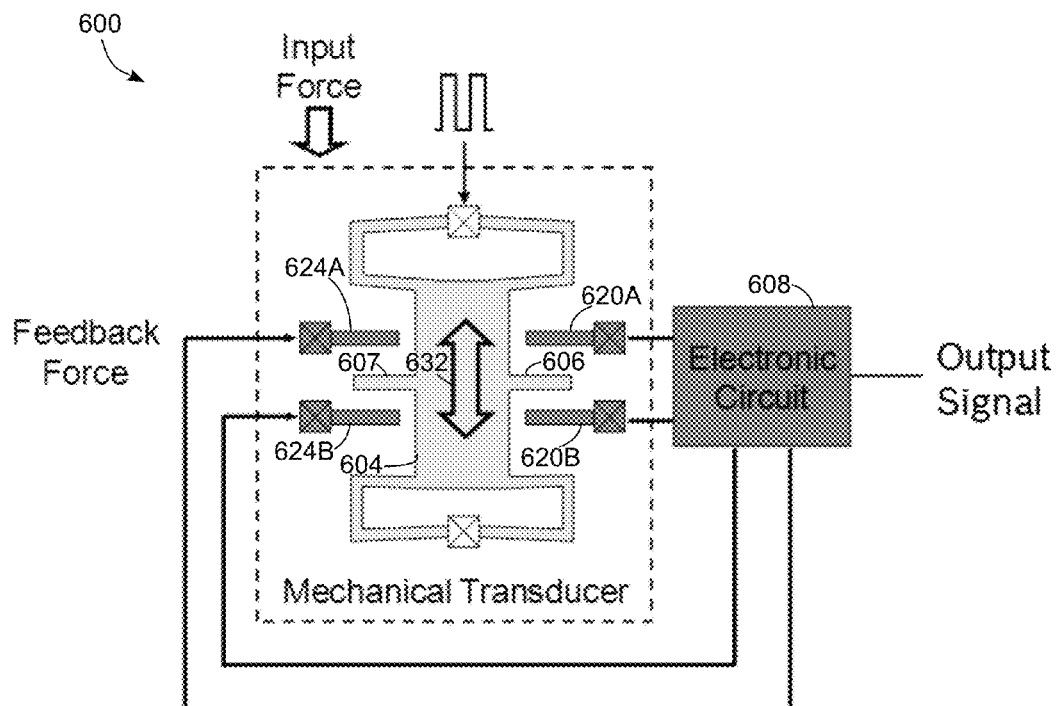 600
Input
Force
624A
620A
608
Feedback
Force
607
632
606
Electronic
Circuit
Output
Signal
624B
604
620B
Mechanical Transducer